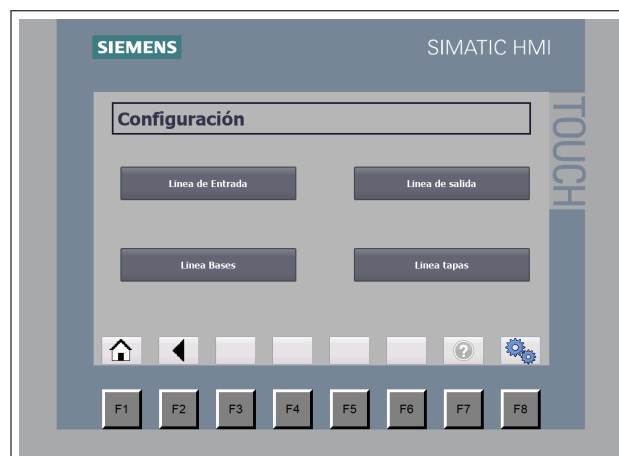 SIEMENS
SIMATIC HMI
TOUCH
Configuración
Linea de Entrada
Linea de salida
Linea Bases
Linea tapas
?
F1
F2
F3
F4
F5
F6
F7
F8